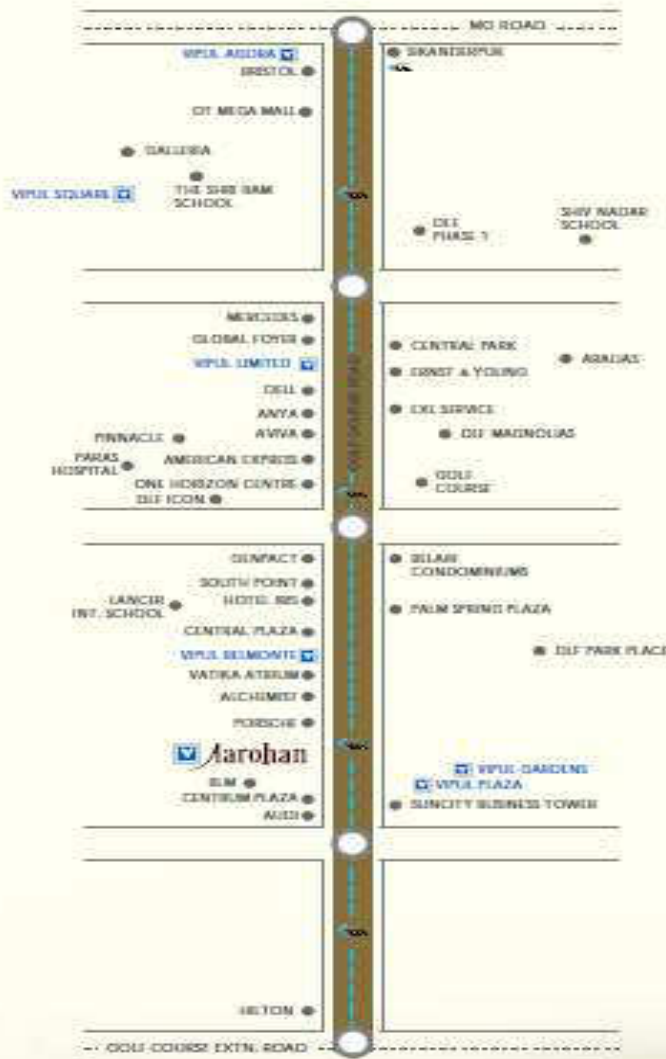 MG ROAD
VIPUL AGORA
SIKANDERPUR
BRISTOL
DT MEGA MALL
GALLERIA
VIPUL SQUARE
THE SHRI RAM
SCHOOL
DLF
PHASE 1
SHIV NADAR
SCHOOL
MERCEDES
GLOBAL FOYER
CENTRAL PARK
VIPUL LIMITED
ARALIAS
ERNST & YOUNG
DELL
ANYA
EXL SERVICE
AVIVA
DLF MAGNOLIAS
PINNACLE
PARAS
HOSPITAL
AMERICAN EXPRESS
ONE HORIZON CENTRE
GOLF
COURSE
DLF ICON
GOLF COURSE ROAD
GENPACT
BELAIR
CONDOMINIUMS
SOUTH POINT
HOTEL IBIS
LANCER
INT. SCHOOL
PALM SPRING PLAZA
CENTRAL PLAZA
VIPUL BELMONTE
DLF PARK PLACE
VATIKA ATRIUM
ALCHEMIST
PORSCHE
Aarohan
VIPUL GARDENS
VIPUL PLAZA
CENTRUM PLAZA
SUNCITY BUSINESS TOWER
AUDI
HILTON
GOLF COURSE EXTN. ROAD